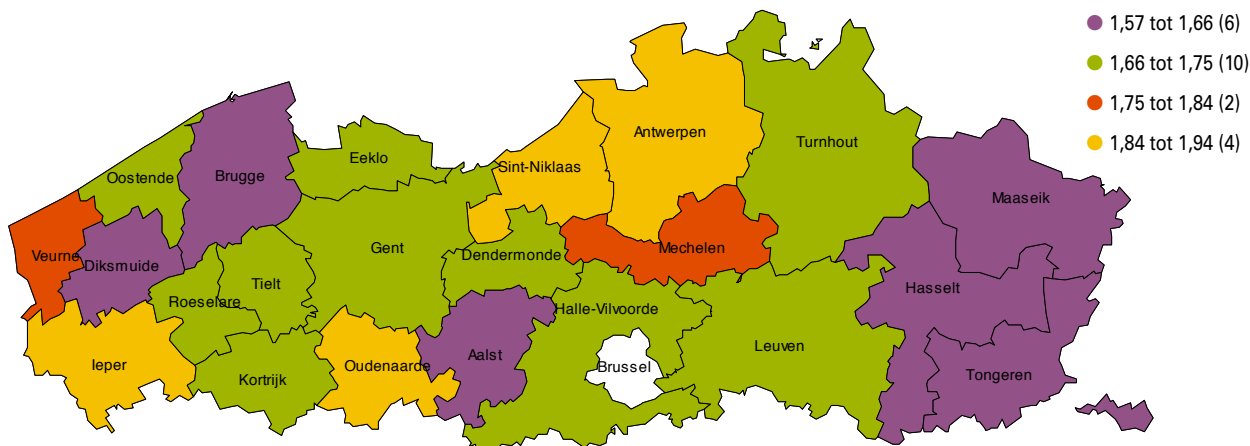 1,57 tot 1,66 (6)
1,66 tot 1,75 (10)
1,75 tot 1,84 (2)
1,84 tot 1,94 (4)
Antwerpen
Turnhout
Eeklo
Sint-Niklaas
Oostende
Brugge
Maaseik
Veurne
Diksmuide
Gent
Dendermonde
Mechelen
Roeselare
Tielt
Hasselt
Halle-Vilvoorde
Ieper
Kortrijk
Oudenaarde
Aalst
Brussel
Leuven
Tongeren